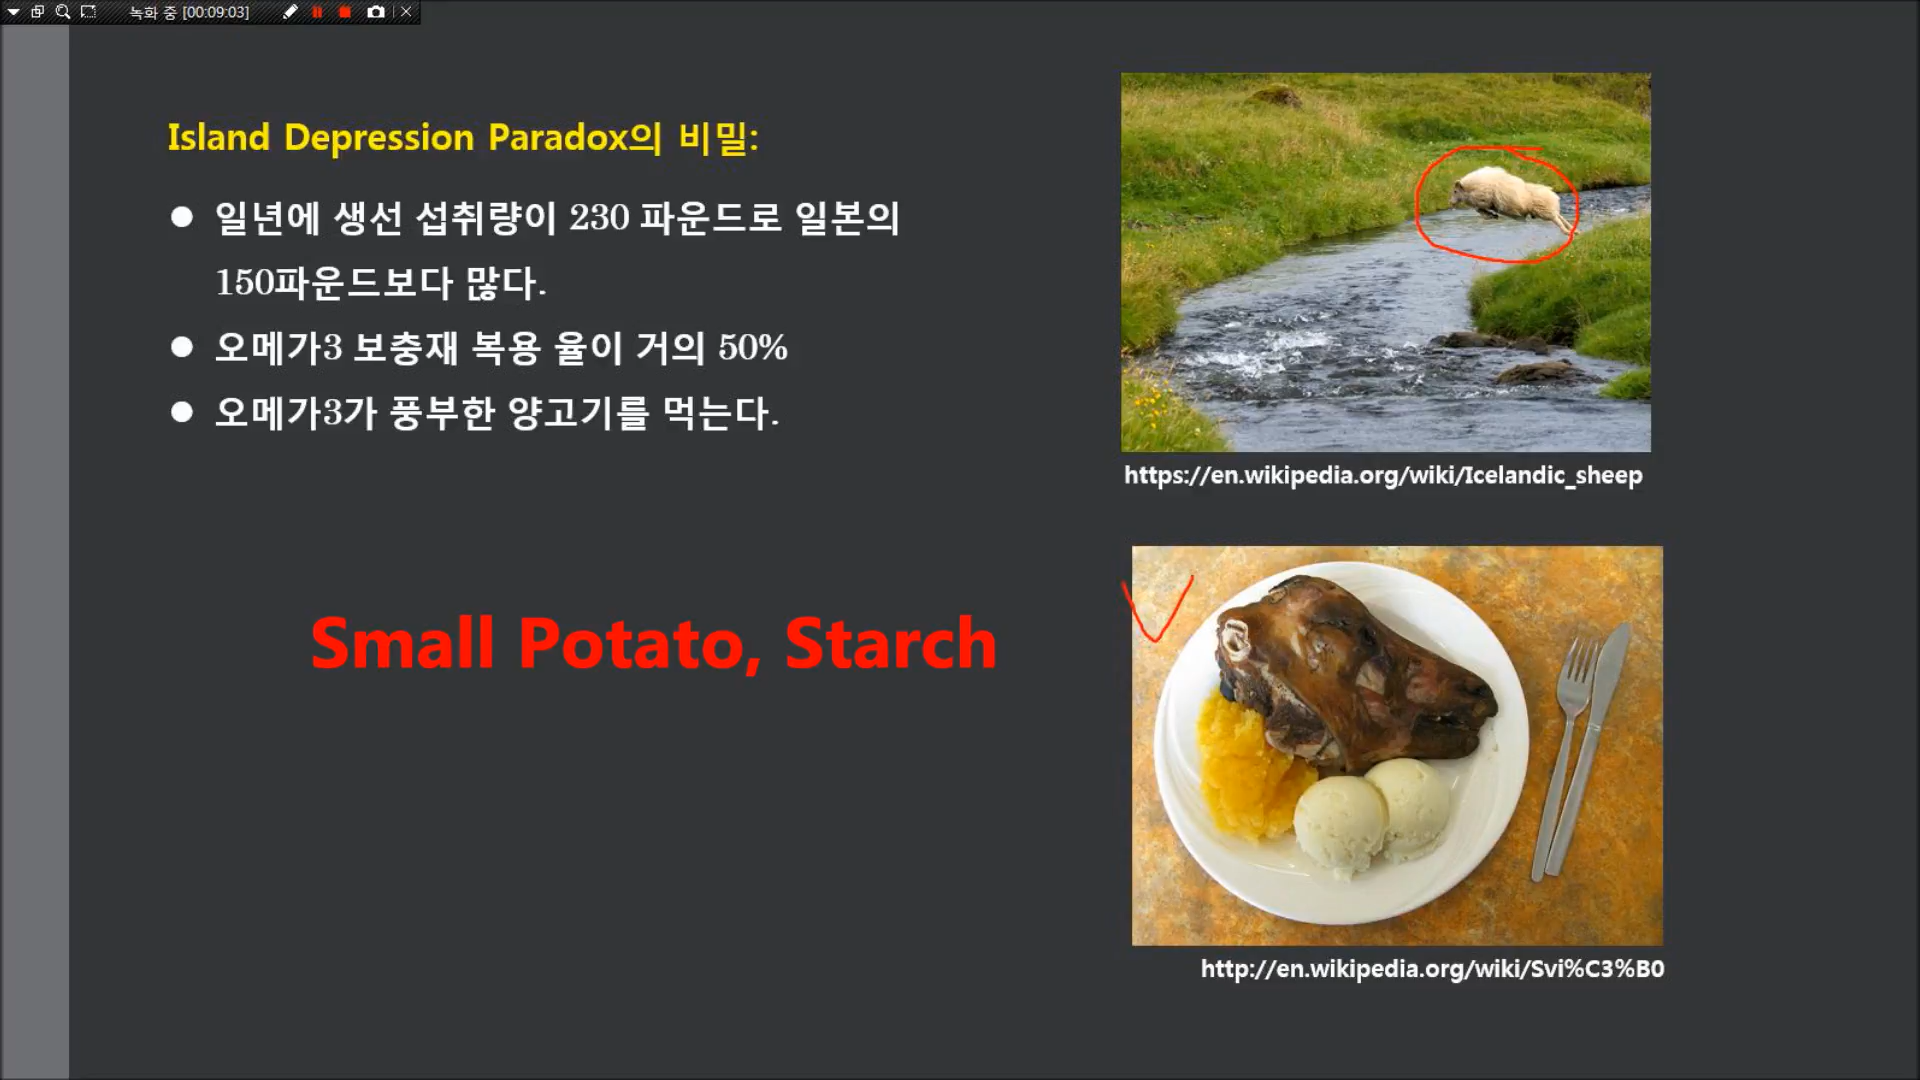 녹화 중 [00:09:03]
Island Depression Paradox의 비밀:
● 일년에 생선 섭취량이 230 파운드로 일본의
150파운드보다 많다.
● 오메가3 보충재 복용 율이 거의 50%
● 오메가3가 풍부한 양고기를 먹는다.
https://en.wikipedia.org/wiki/Icelandic_sheep
Small Potato, Starch
http://en.wikipedia.org/wiki/Svi%C3%B0